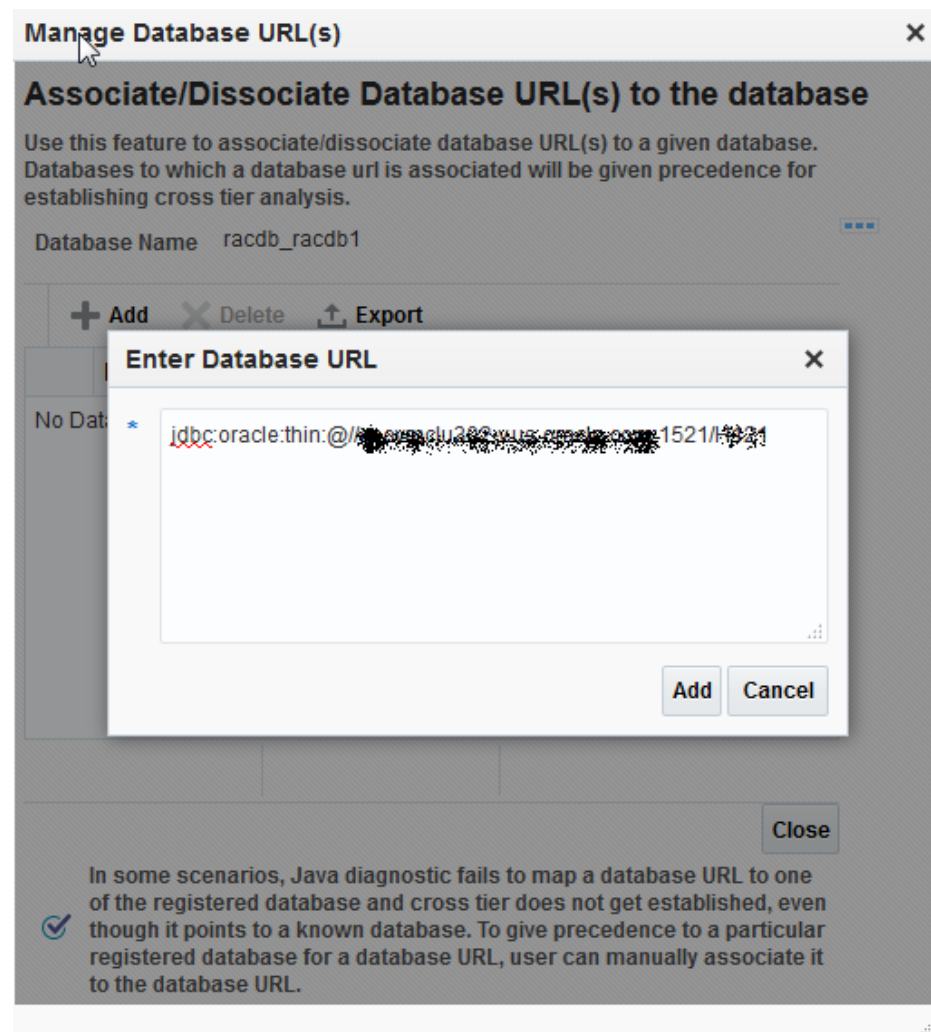 Manage Database URL(s)
Associate/Dissociate Database URL(s) to the database
Use this feature to associate/dissociate database URL(s) to a given database.
Databases to which a database url is associated will be given precedence for
establishing cross tier analysis.
Database Name racdb_racdb1
Add Delete Export
Enter Database URL
No Dat
* jdbc:oracle:thin:@// 1521/
Add Cancel
Close
In some scenarios, Java diagnostic fails to map a database URL to one
of the registered database and cross tier does not get established, even
though it points to a known database. To give precedence to a particular
registered database for a database URL, user can manually associate it
to the database URL.